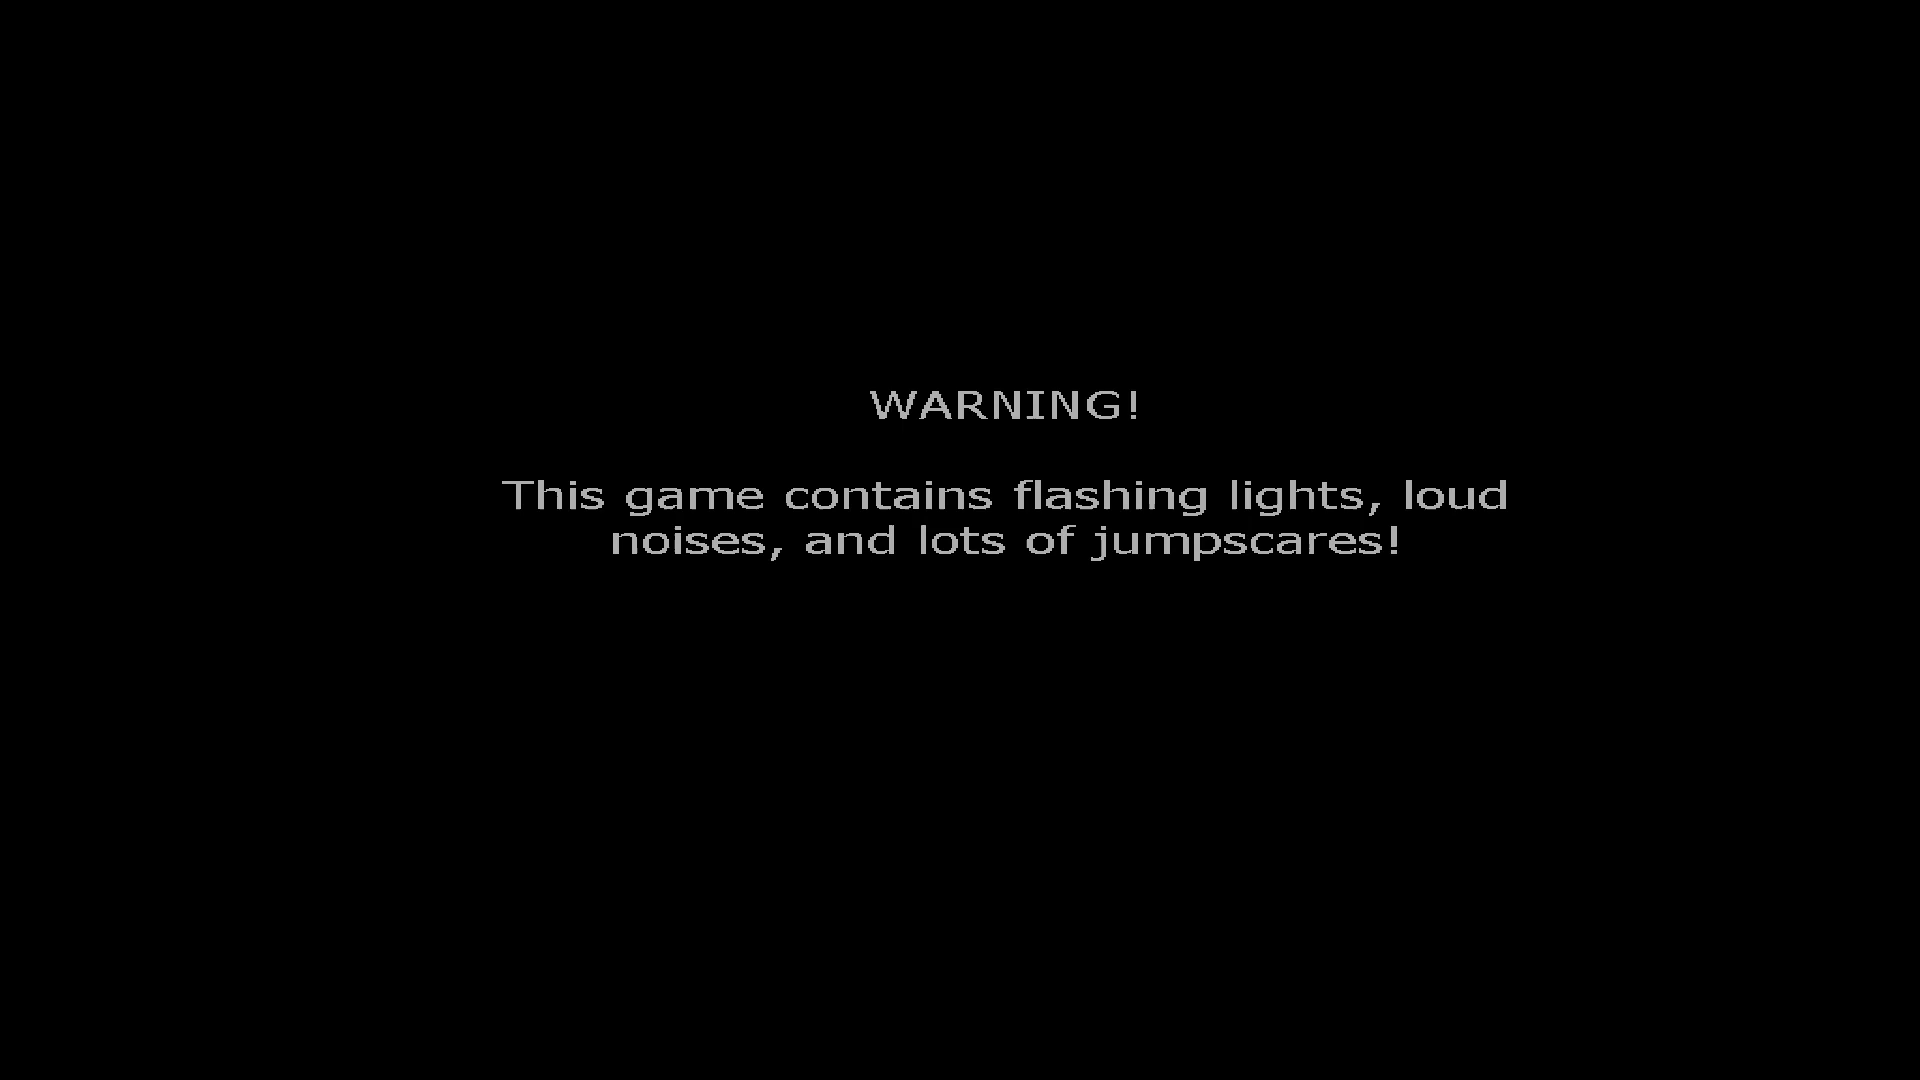 WARNING!
This game contains flashing lights, loud
noises, and lots of jumpscares!